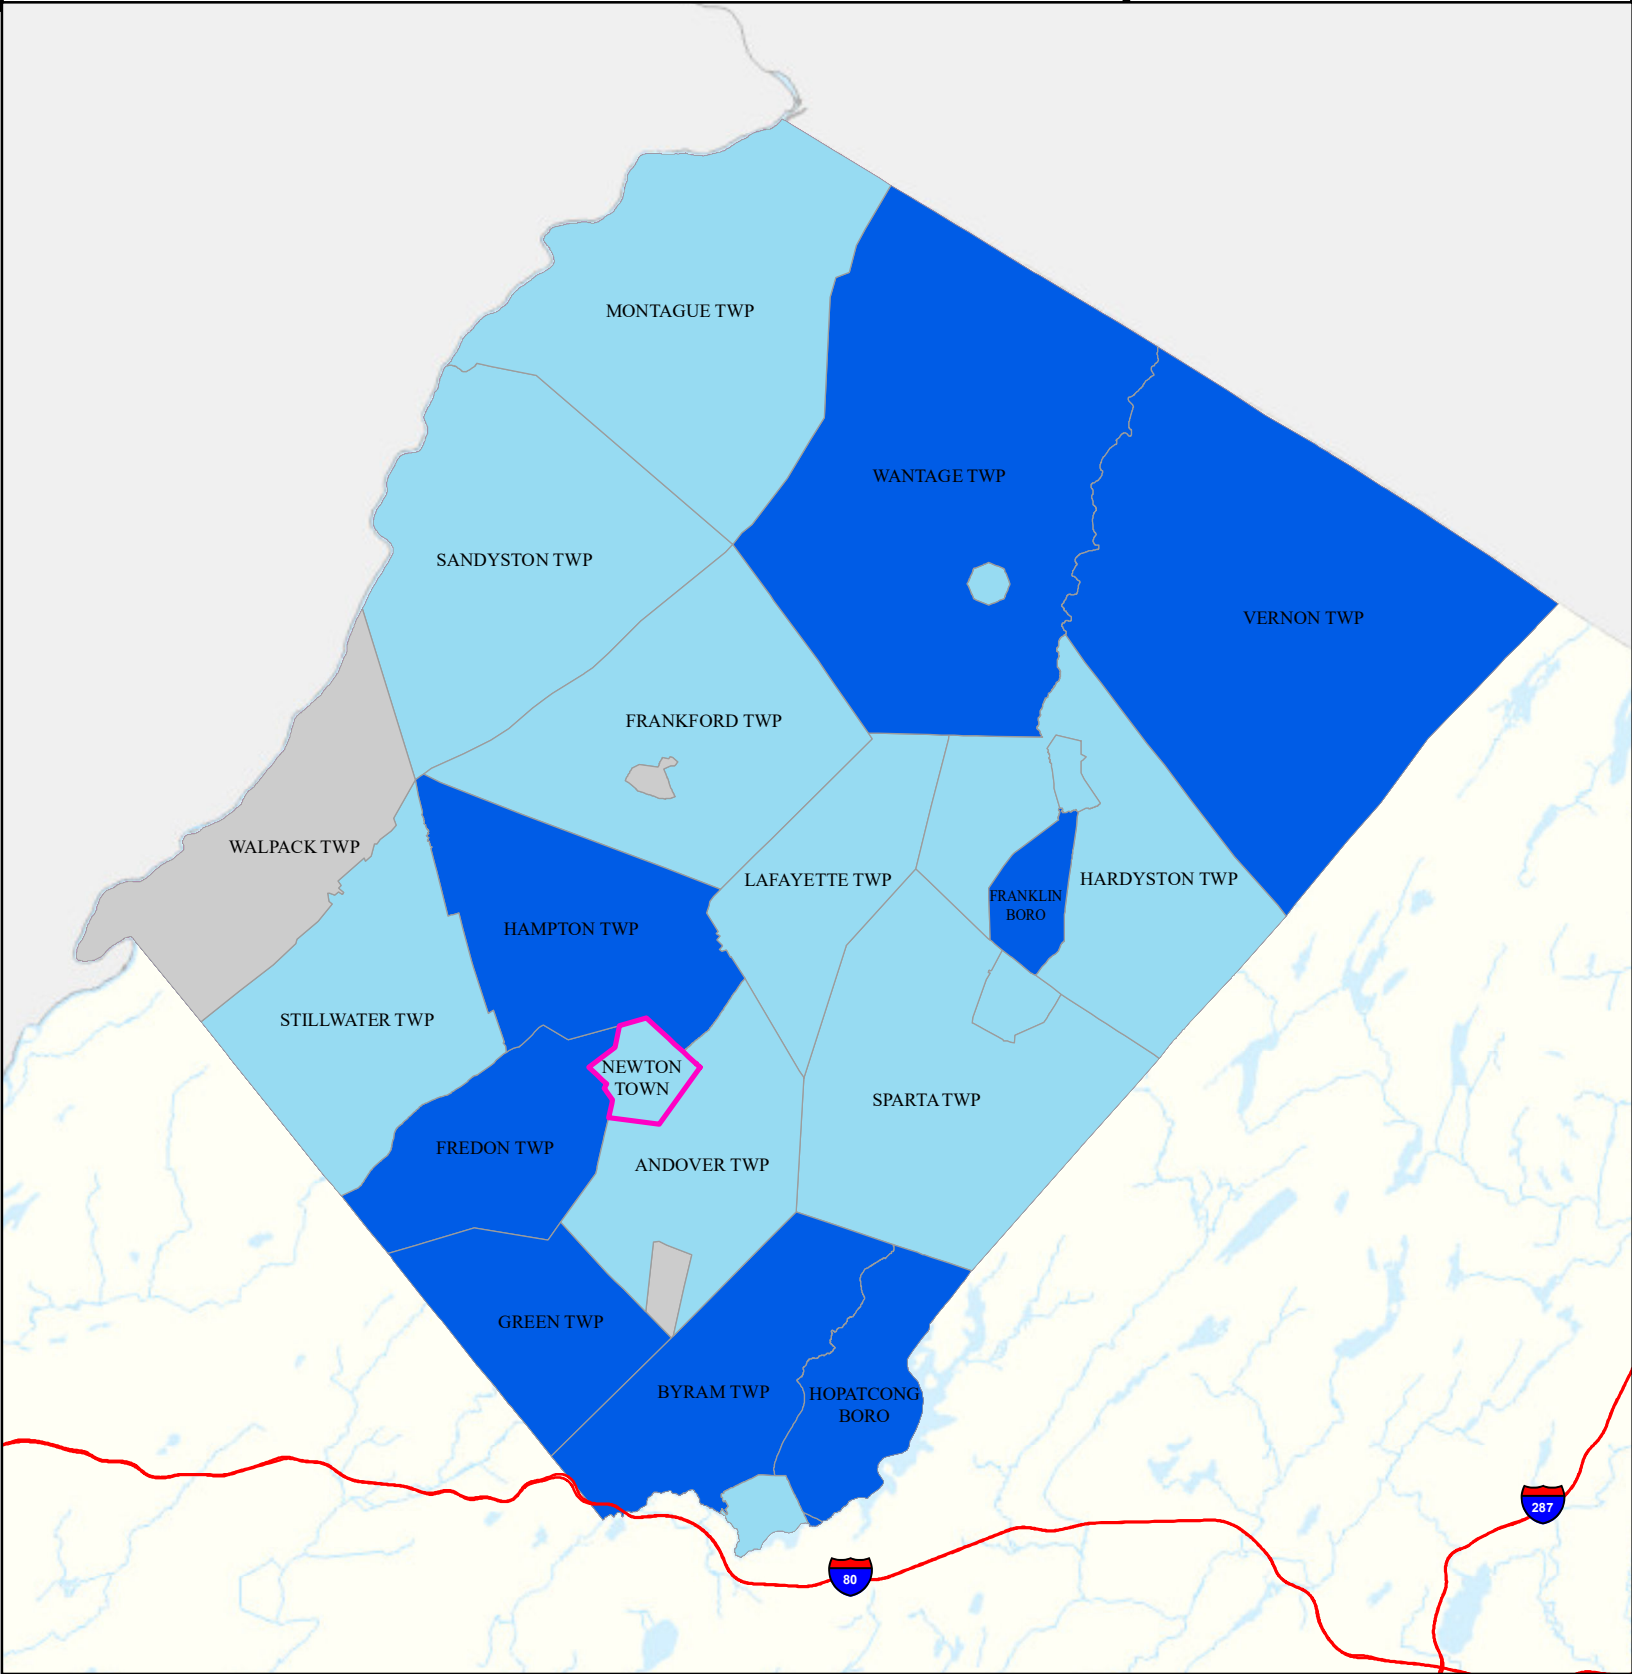 MONTAGUE TWP
WANTAGE TWP
SANDYSTON TWP
VERNON TWP
FRANKFORD TWP
WALPACK TWP
LAFAYETTE TWP
HARDYSTON TWP
FRANKLIN
BORO
HAMPTON TWP
STILLWATER TWP
NEWTON
TOWN
SPARTA TWP
FREDON TWP
ANDOVER TWP
GREEN TWP
BYRAM TWP
HOPATCONG
BORO
287
80